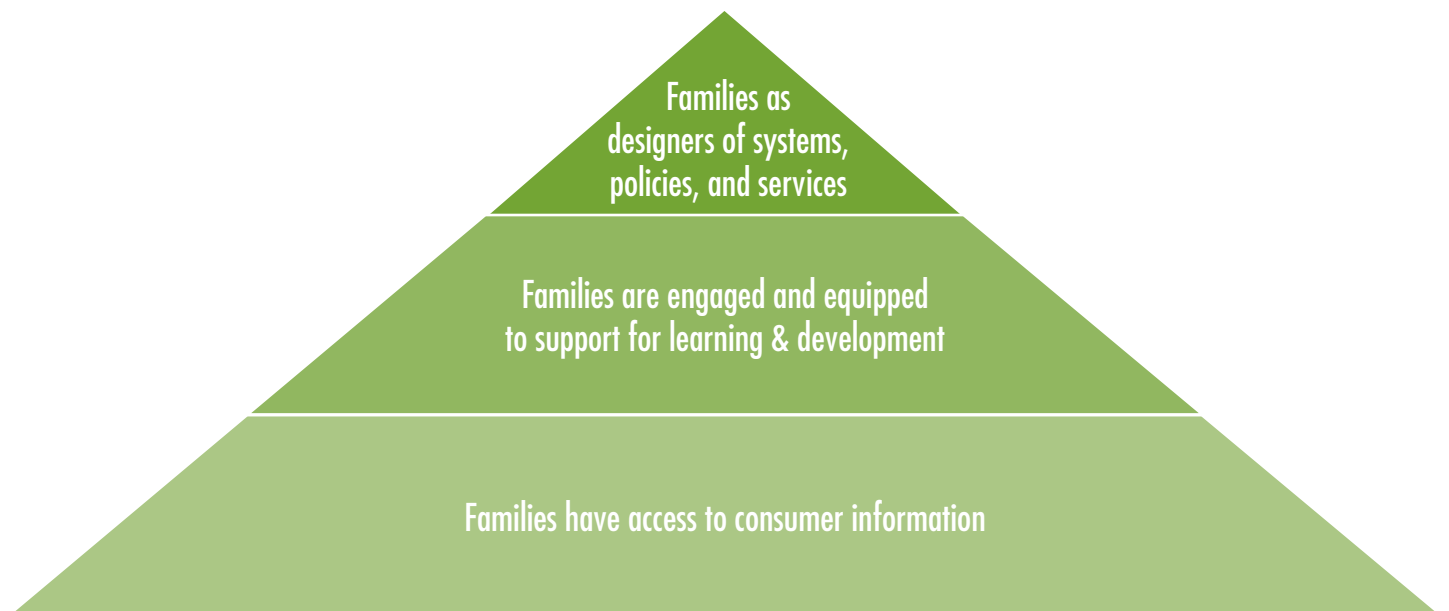 Families as
designers of systems,
policies, and services
Families are engaged and equipped
to support for learning & development
Families have access to consumer information